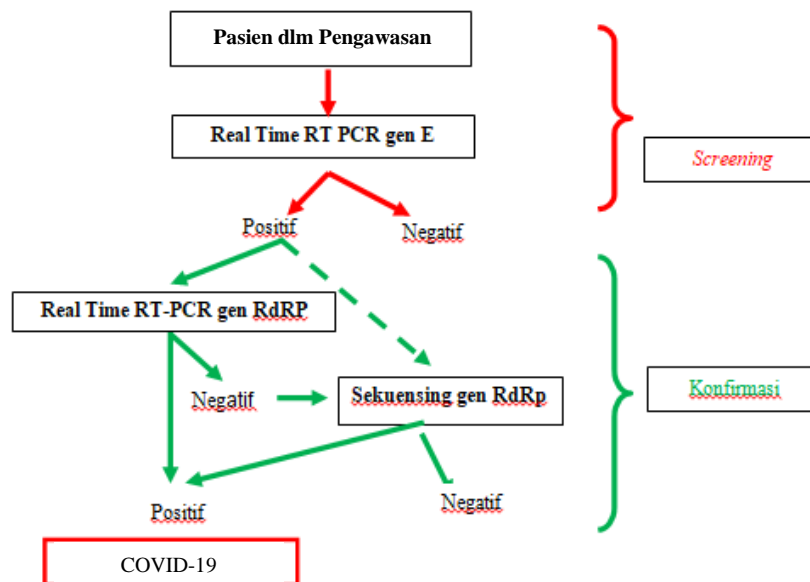 Pasien dlm Pengawasan
Real Time RT PCR gen E
Screening
Positif
Negatif
Real Time RT-PCR gen RdRP
Negatif
Sekuensing gen RdRp
Konfirmasi
Positif
Negatif
COVID-19